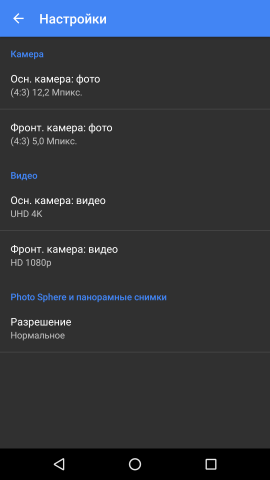 Настройки
Камера
Осн. камера: фото
(4:3) 12,2 Мпикс.
Фронт. камера: фото
(4:3) 5,0 Мпикс.
Видео
Осн. камера: видео
UHD 4K
Фронт. камера: видео
HD 1080p
Photo Sphere и панорамные снимки
Разрешение
Нормальное